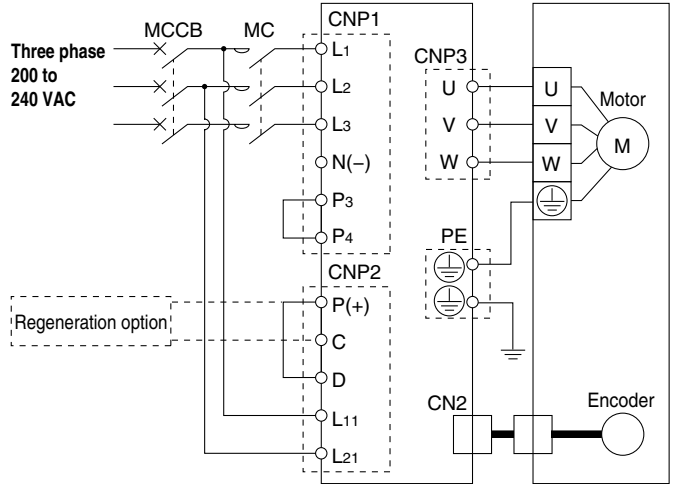 Three phase
200 to
240 VAC
MCCB
MC
CNP1
L1
L2
L3
N(−)
P3
P4
CNP2
P(+)
C
D
L11
L21
Regeneration option
CNP3
U
V
W
PE
CN2
U
V
W
Motor
M
Encoder